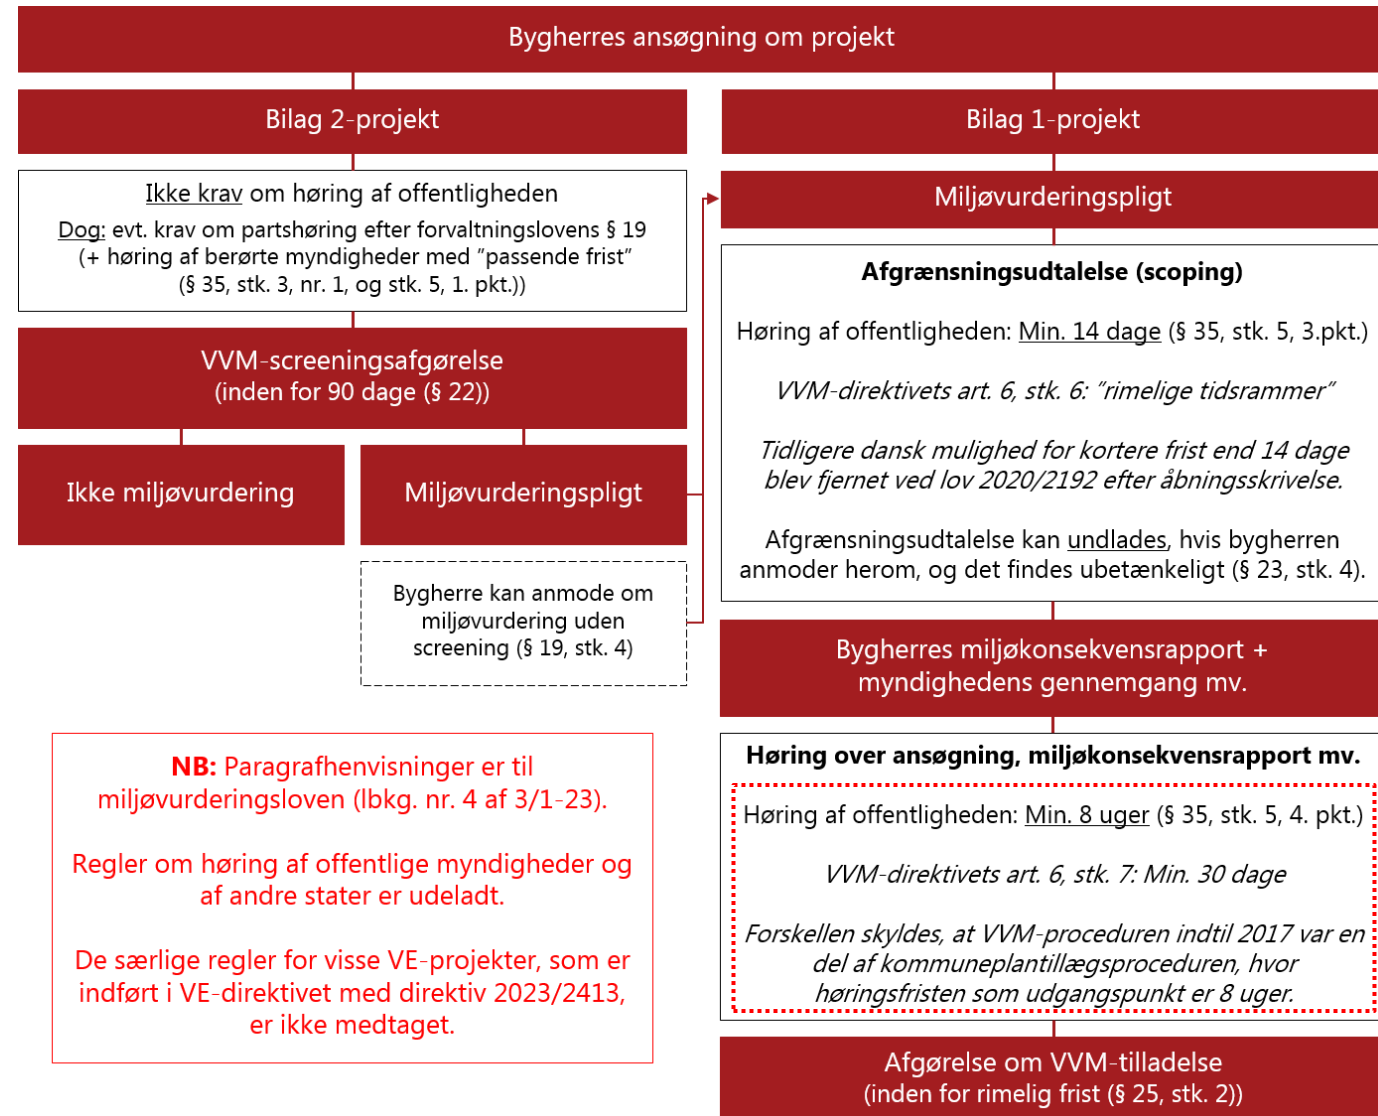 Bygherres ansøgning om projekt
Bilag 2-projekt
Ikke krav om høring af offentligheden
Dog: evt. krav om partshøring efter forvaltningslovens § 19
(+ høring af berørte myndigheder med ”passende frist”
(§ 35, stk. 3, nr. 1, og stk. 5, 1. pkt.))
VVM-screeningsafgørelse
(inden for 90 dage (§ 22))
Ikke miljøvurdering
Miljøvurderingspligt
Bygherre kan anmode om
miljøvurdering uden
screening (§ 19, stk. 4)
NB: Paragrafhenvisninger er til
miljøvurderingsloven (lbkg. nr. 4 af 3/1-23).
Regler om høring af offentlige myndigheder og
af andre stater er udeladt.
De særlige regler for visse VE-projekter, som er
indført i VE-direktivet med direktiv 2023/2413,
er ikke medtaget.
Bilag 1-projekt
Miljøvurderingspligt
Afgrænsningsudtalelse (scoping)
Høring af offentligheden: Min. 14 dage (§ 35, stk. 5, 3.pkt.)
VVM-direktivets art. 6, stk. 6: ”rimelige tidsrammer”
Tidligere dansk mulighed for kortere frist end 14 dage
blev fjernet ved lov 2020/2192 efter åbningsskrivelse.
Afgrænsningsudtalelse kan undlades, hvis bygherren
anmoder herom, og det findes ubetænkeligt (§ 23, stk. 4).
Bygherres miljøkonsekvensrapport +
myndighedens gennemgang mv.
Høring over ansøgning, miljøkonsekvensrapport mv.
Høring af offentligheden: Min. 8 uger (§ 35, stk. 5, 4. pkt.)
VVM-direktivets art. 6, stk. 7: Min. 30 dage
Forskellen skyldes, at VVM-proceduren indtil 2017 var en
del af kommuneplantillægsproceduren, hvor
høringsfristen som udgangspunkt er 8 uger.
Afgørelse om VVM-tilladelse
(inden for rimelig frist (§ 25, stk. 2))